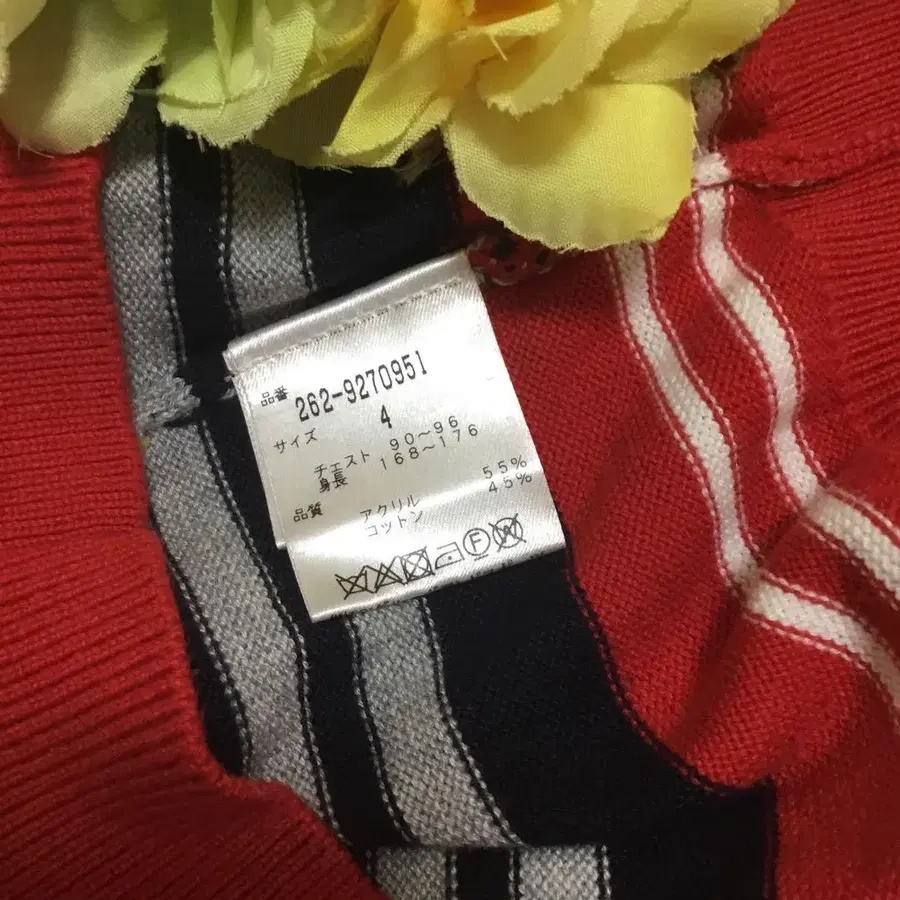 品番 262-9270951
サイズ 4
チェスト 90～96
身長 168～176
品質 アクリル 55%
コットン 45%
F W